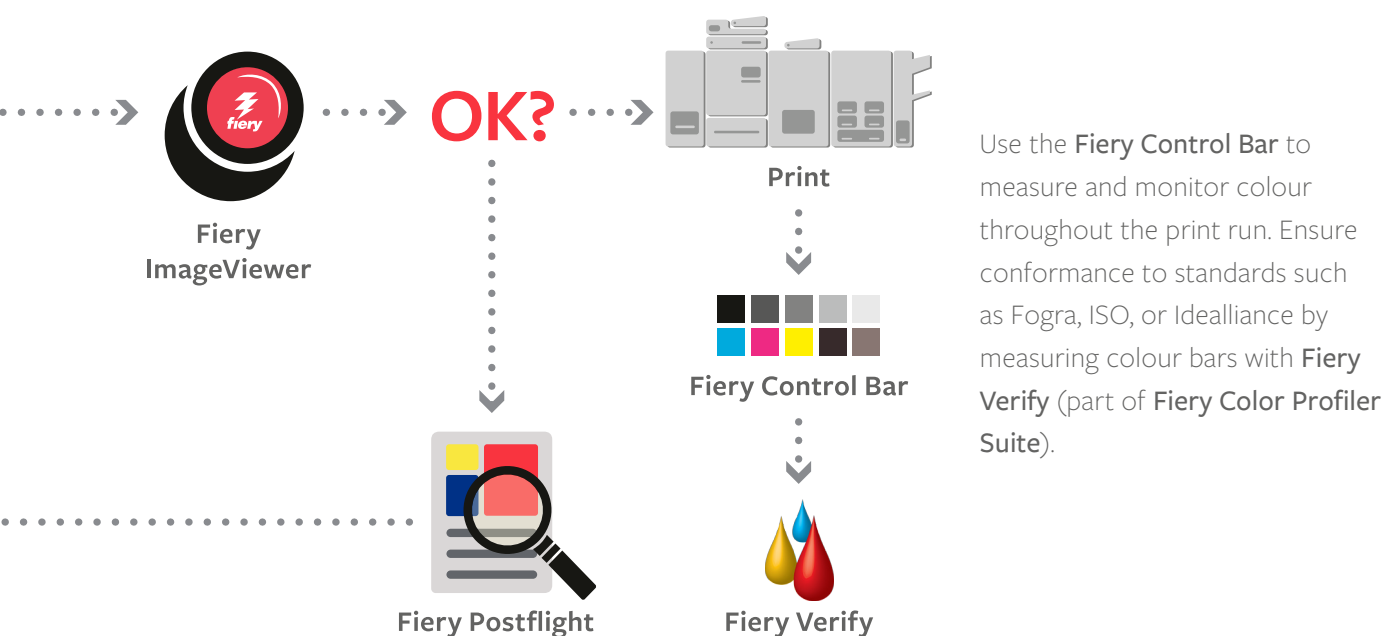 fiery
Fiery
ImageViewer
OK?
Print
Fiery Control Bar
Fiery Postflight
Fiery Verify
Use the Fiery Control Bar to
measure and monitor colour
throughout the print run. Ensure
conformance to standards such
as Fogra, ISO, or Idealliance by
measuring colour bars with Fiery
Verify (part of Fiery Color Profiler
Suite).